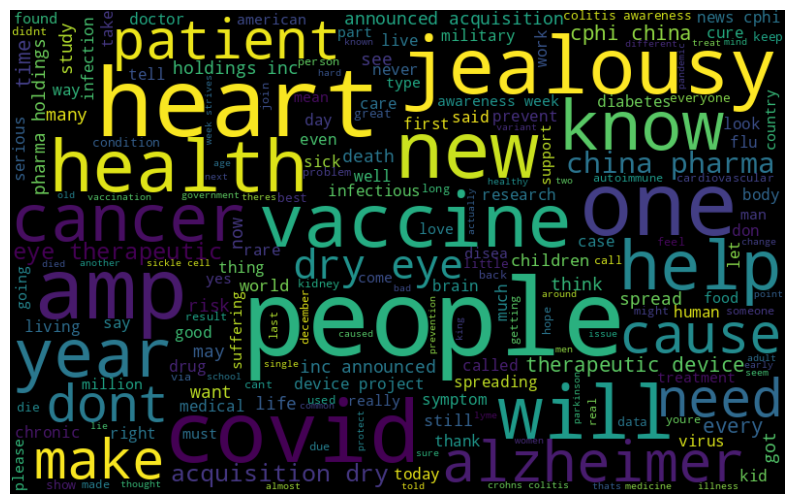 found
doctor
american
announced acquisition
colitis awareness
news cphi
didnt
take
part
live
military
cphi china
cure
keep
patient
jealousy
person
known
different
treat
mind
time
study
infection
way
tell
holdings inc
see
never
work
pandemic
heart
join
hard
mean
type
awareness week
diabetes
everyone
pharma holdings
many
week strives
care
great
day
first
said
prevent
know
look
country
serious
condition
even
new
support
flu
health
sick
death
china pharma
age
next
problem
well
variant
autoimmune
cardiovascular
old
vaccination
government
theres
best
infectious
long
healthy
two
research
body
cancer
vaccine
one
actually
man
now
love
case
don
feel
change
eye therapeutic
rare
disea
children
call
help
let
died
another
sickle cell
dry eye
little
back
going
yes
thing
kidney
come
think
amp
world
brain
bad
much
around
spread
food
might
someone
point
risk
suffering
last
december
people
result
good
caused
prevention
king
getting
hope
issue
human
cause
year
living
say
may
inc announced
men
therapeutic device
adult
early
seem
drug
single
device project
spreading
million
via
school
cant
want
used
really
symptom
parkinson
real
treatment
die
dont
medical
life
common
still
lyme
will
data
youre
need
chronic
lie
right
must
covid
due
protect
thank
women
every
got
please
make
sure
alzheimer
virus
kid
show
made
thought
acquisition dry
today
almost
told
crohns colitis
thats
medicine
illness